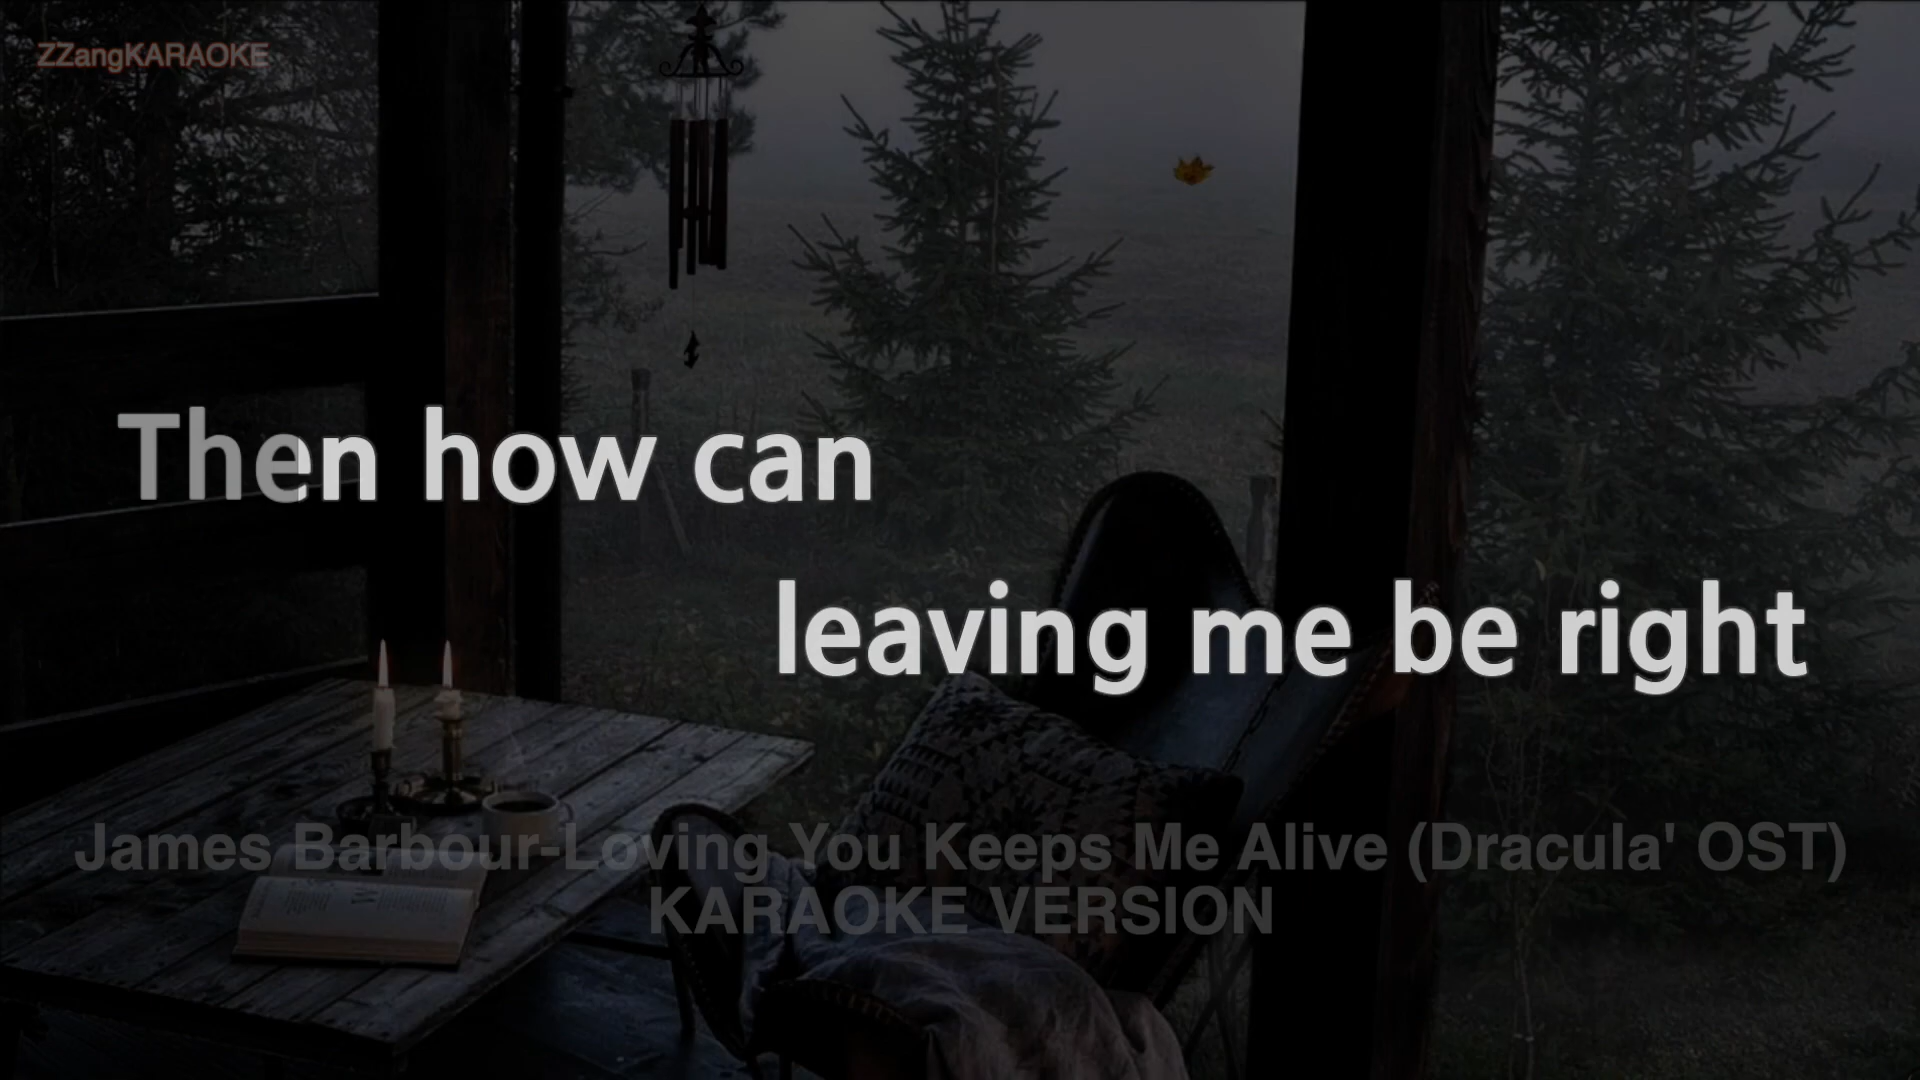 ZZangKARAOKE
Then how can
leaving me be right
James Barbour-Loving You Keeps Me Alive (Dracula' OST)
KARAOKE VERSION